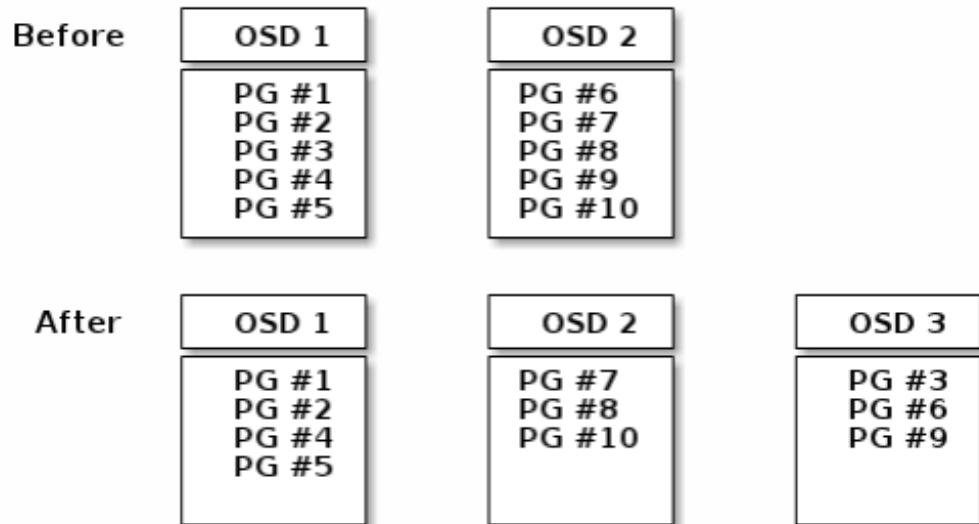 Before
OSD 1
OSD 2
PG #1
PG #2
PG #3
PG #4
PG #5
PG #6
PG #7
PG #8
PG #9
PG #10
After
OSD 1
OSD 2
OSD 3
PG #1
PG #2
PG #4
PG #5
PG #7
PG #8
PG #10
PG #3
PG #6
PG #9